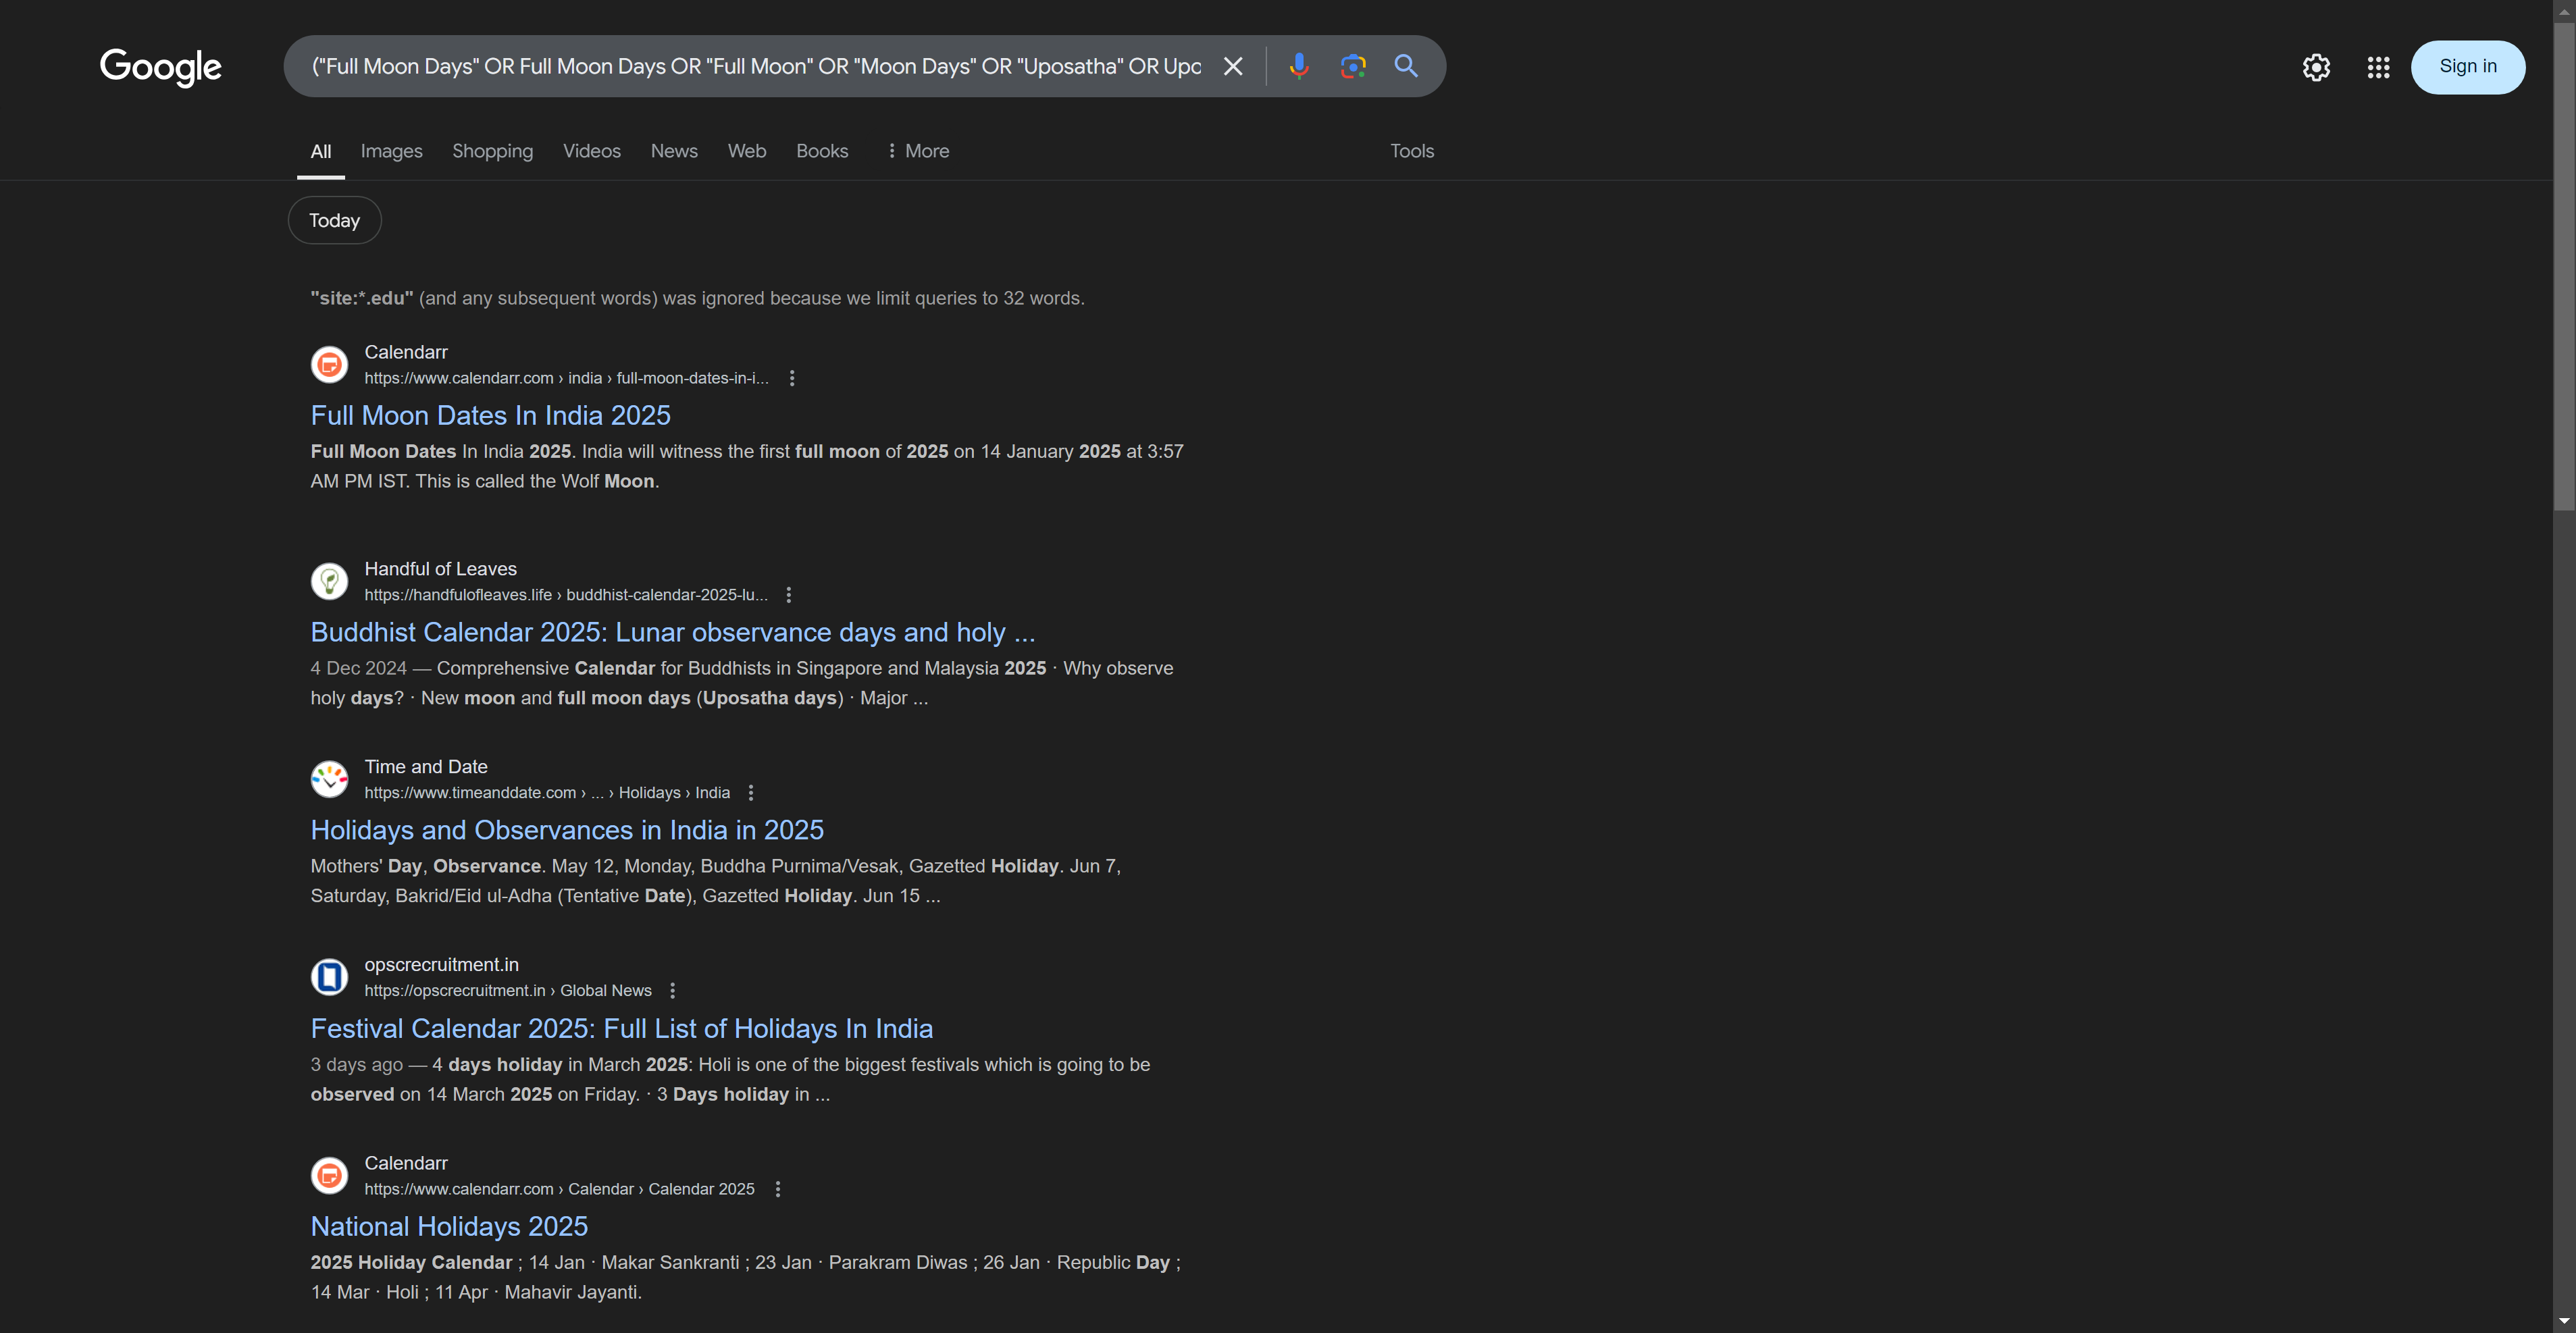 Google
("Full Moon Days" OR Full Moon Days OR "Full Moon" OR "Moon Days" OR "Uposatha" OR Upo
Sign in
All Images Shopping Videos News Web Books More Tools
Today
"site:*.edu" (and any subsequent words) was ignored because we limit queries to 32 words.
Calendarr
https://www.calendarr.com › india › full-moon-dates-in-i...
Full Moon Dates In India 2025
Full Moon Dates In India 2025. India will witness the first full moon of 2025 on 14 January 2025 at 3:57
AM PM IST. This is called the Wolf Moon.
Handful of Leaves
https://handfulofleaves.life › buddhist-calendar-2025-lu...
Buddhist Calendar 2025: Lunar observance days and holy ...
4 Dec 2024 — Comprehensive Calendar for Buddhists in Singapore and Malaysia 2025 · Why observe
holy days? · New moon and full moon days (Uposatha days) · Major ...
Time and Date
https://www.timeanddate.com › ... › Holidays › India
Holidays and Observances in India in 2025
Mothers' Day, Observance. May 12, Monday, Buddha Purnima/Vesak, Gazetted Holiday. Jun 7,
Saturday, Bakrid/Eid ul-Adha (Tentative Date), Gazetted Holiday. Jun 15 ...
opscrecruitment.in
https://opscrecruitment.in › Global News
Festival Calendar 2025: Full List of Holidays In India
3 days ago — 4 days holiday in March 2025: Holi is one of the biggest festivals which is going to be
observed on 14 March 2025 on Friday. · 3 Days holiday in ...
Calendarr
https://www.calendarr.com › Calendar › Calendar 2025
National Holidays 2025
2025 Holiday Calendar ; 14 Jan · Makar Sankranti ; 23 Jan · Parakram Diwas ; 26 Jan · Republic Day ;
14 Mar · Holi ; 11 Apr · Mahavir Jayanti.